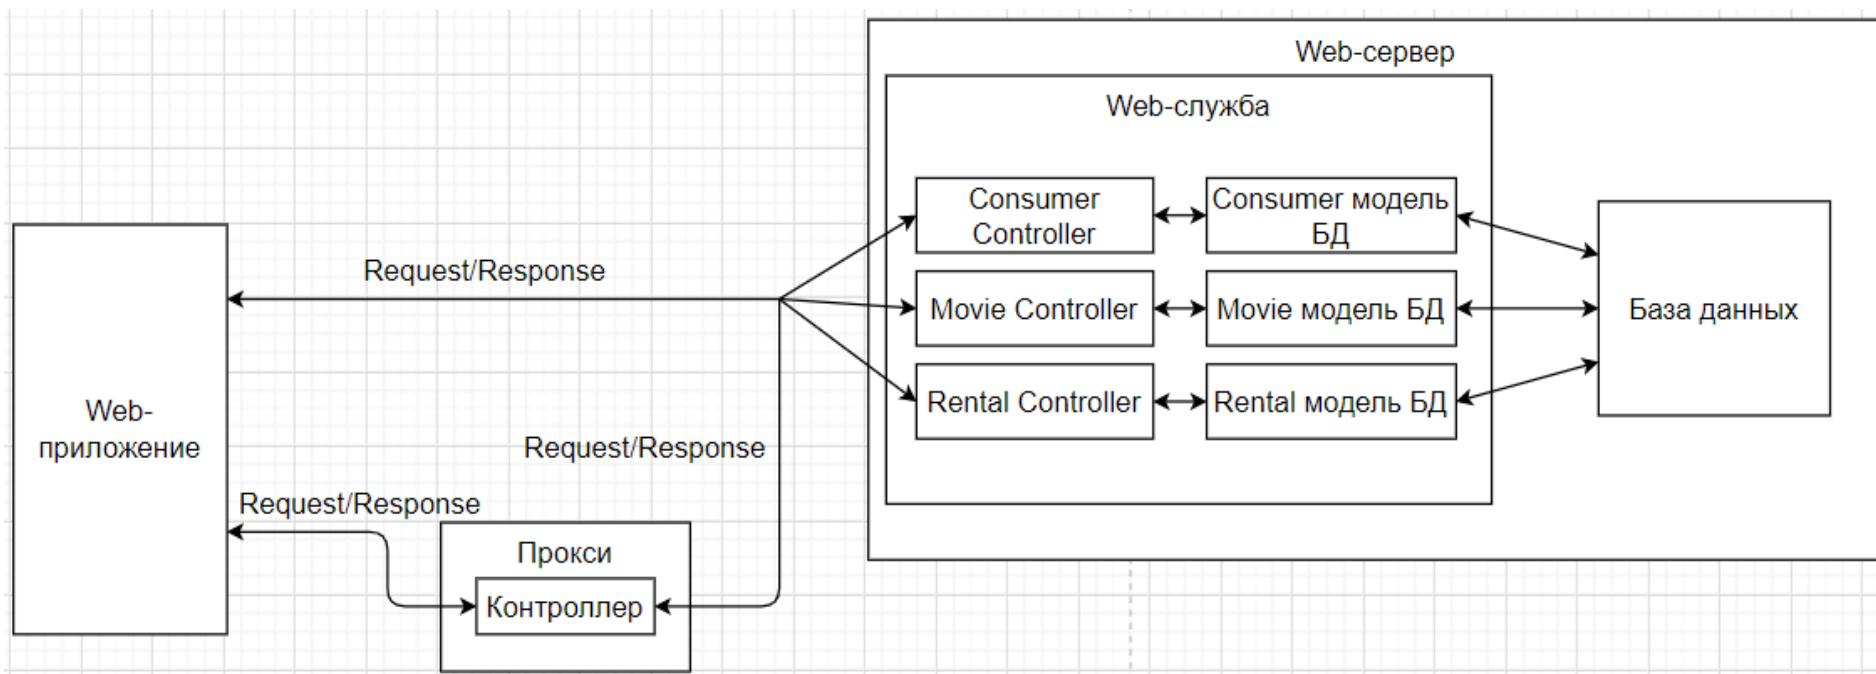 Web-сервер
Web-служба
Consumer
Controller
Consumer модель
БД
Request/Response
Movie Controller
Movie модель БД
База данных
Rental Controller
Rental модель БД
Web-
приложение
Request/Response
Request/Response
Прокси
Контроллер